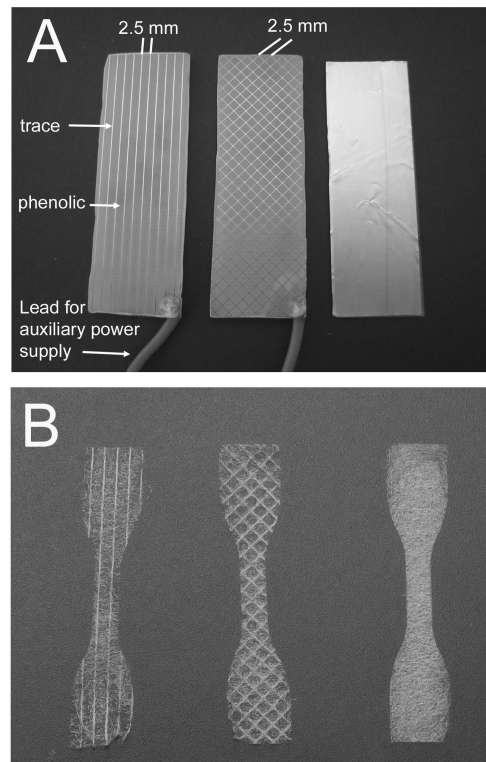 A
2.5 mm
2.5 mm
trace
phenolic
Lead for
auxiliary power
supply
B